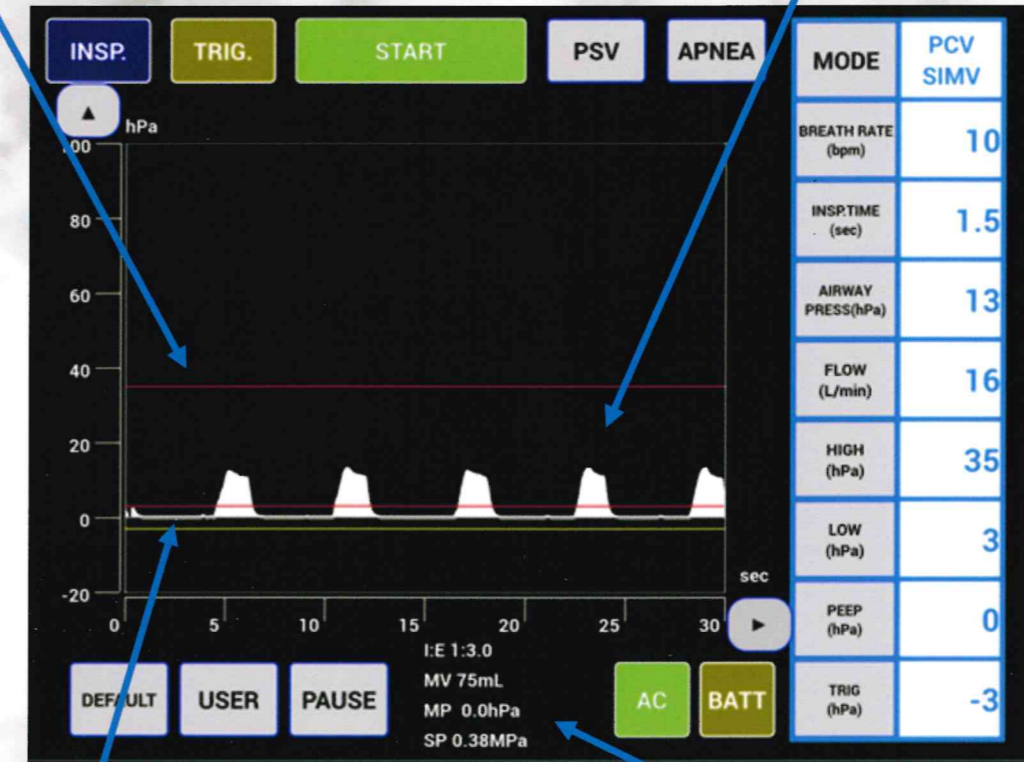 INSP.
TRIG.
START
PSV
APNEA
MODE
PCV
SIMV
▲
hPa
100
80
60
40
20
0
-20
0
5
10
15
20
25
30
sec
►
BREATH RATE
(bpm)
10
INSP.TIME
(sec)
1.5
AIRWAY
PRESS(hPa)
13
FLOW
(L/min)
16
HIGH
(hPa)
35
LOW
(hPa)
3
PEEP
(hPa)
0
TRIG
(hPa)
-3
DEFAULT
USER
PAUSE
I:E 1:3.0
MV 75mL
MP 0.0hPa
SP 0.38MPa
AC
BATT